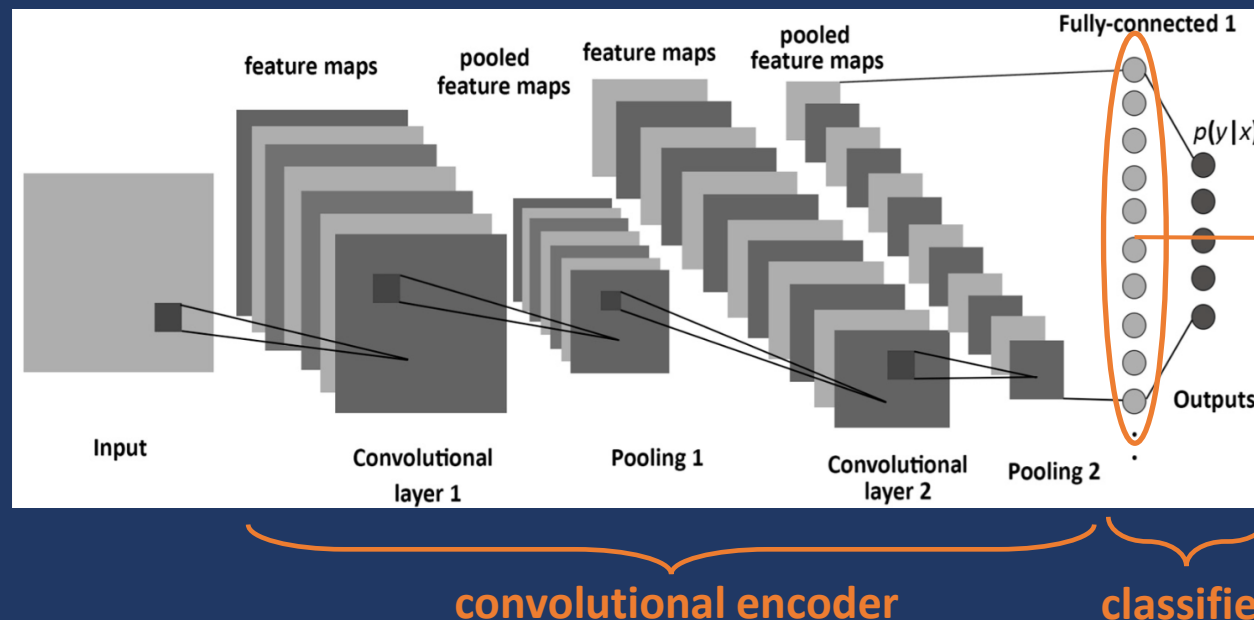 Fully-connected 1
feature maps
pooled
feature maps
feature maps
pooled
feature maps
p(y|x)
Input
Convolutional
layer 1
Pooling 1
Convolutional
layer 2
Pooling 2
Outputs
convolutional encoder
classifie